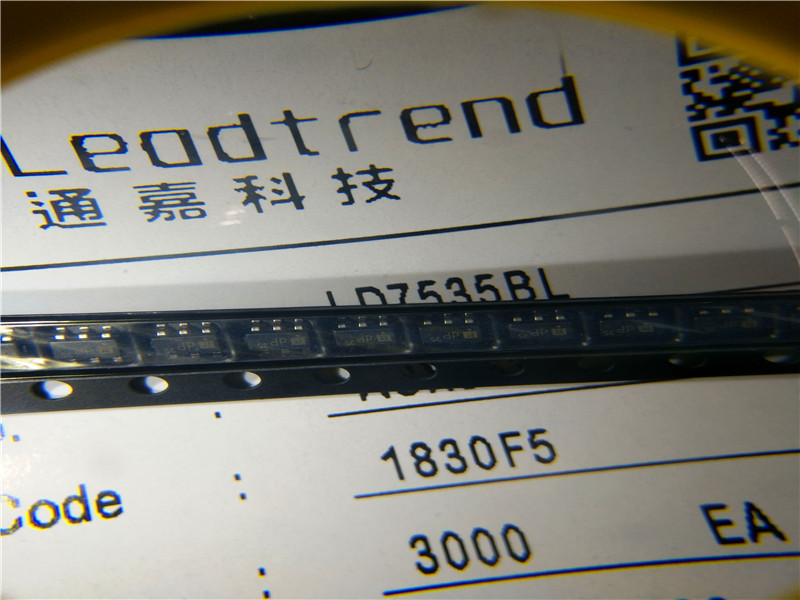 Leadtrend
通嘉科技
LD7535BL
1830F5
Code :
3000 EA